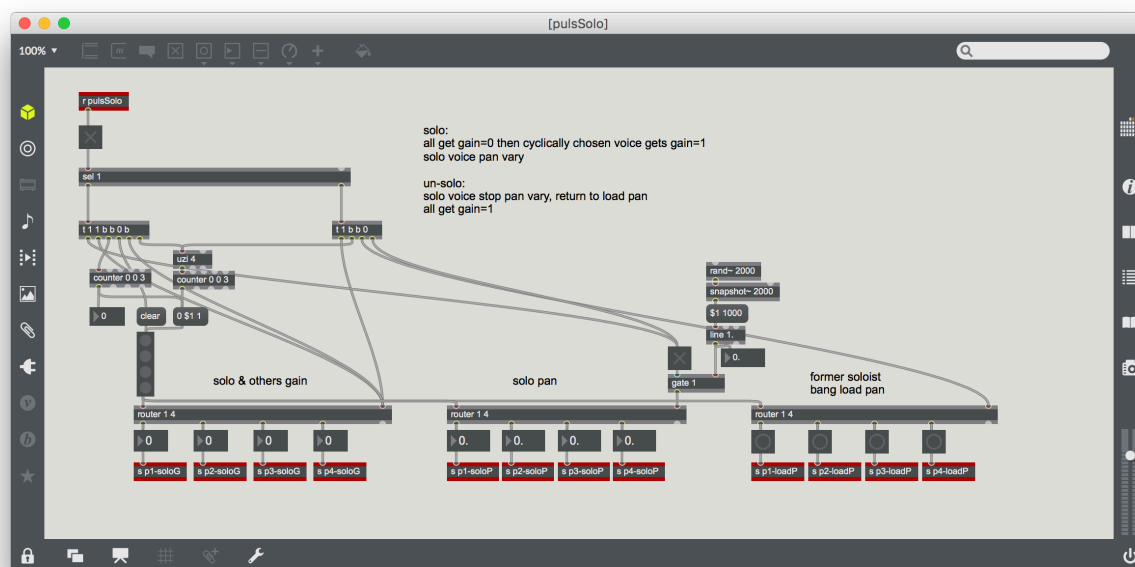 [pulsSolo]
100%
r pulsSolo
solo:
all get gain=0 then cyclically chosen voice gets gain=1
solo voice pan vary
un-solo:
solo voice stop pan vary, return to load pan
all get gain=1
sel 1
t 1 1 b b 0 b
t 1 b b 0
uzi 4
counter 0 0 3
counter 0 0 3
0
clear
0 $1 1
rand~ 2000
snapshot~ 2000
$1 1000
line 1.
0.
gate 1
solo & others gain
solo pan
former soloist
bang load pan
router 1 4
router 1 4
router 1 4
0
0
0
0
0.
0.
0.
0.
s p1-soloG
s p2-soloG
s p3-soloG
s p4-soloG
s p1-soloP
s p2-soloP
s p3-soloP
s p4-soloP
s p1-loadP
s p2-loadP
s p3-loadP
s p4-loadP